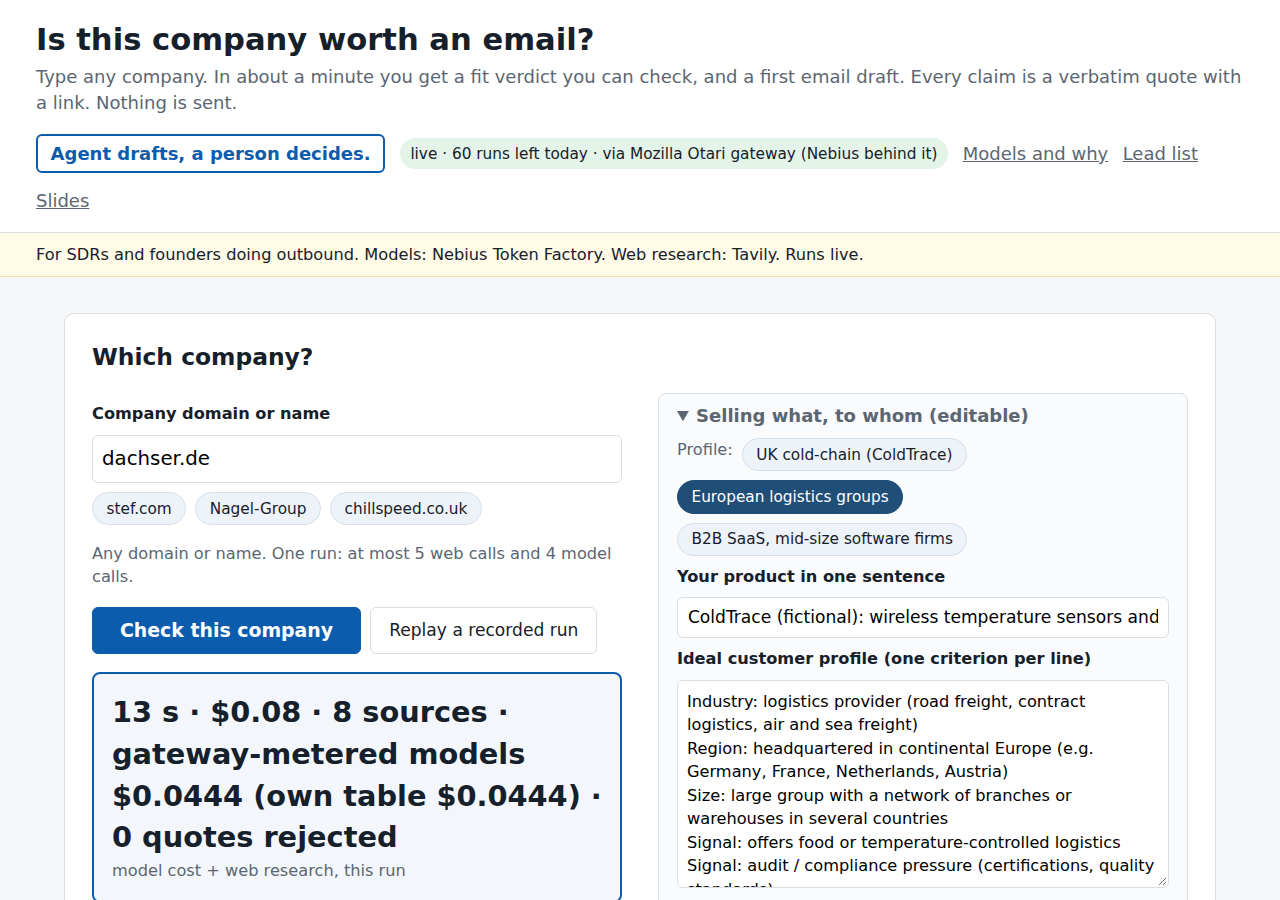 Is this company worth an email?
Type any company. In about a minute you get a fit verdict you can check, and a first email draft. Every claim is a verbatim quote with
a link. Nothing is sent.
Agent drafts, a person decides. live · 60 runs left today · via Mozilla Otari gateway (Nebius behind it) Models and why Lead list
Slides
For SDRs and founders doing outbound. Models: Nebius Token Factory. Web research: Tavily. Runs live.
Which company?
Company domain or name
dachser.de
stef.com Nagel-Group chillspeed.co.uk
Any domain or name. One run: at most 5 web calls and 4 model
calls.
Check this company Replay a recorded run
13 s · $0.08 · 8 sources ·
gateway-metered models
$0.0444 (own table $0.0444) ·
0 quotes rejected
model cost + web research, this run
▼ Selling what, to whom (editable)
Profile: UK cold-chain (ColdTrace)
European logistics groups
B2B SaaS, mid-size software firms
Your product in one sentence
ColdTrace (fictional): wireless temperature sensors and
Ideal customer profile (one criterion per line)
Industry: logistics provider (road freight, contract
logistics, air and sea freight)
Region: headquartered in continental Europe (e.g.
Germany, France, Netherlands, Austria)
Size: large group with a network of branches or
warehouses in several countries
Signal: offers food or temperature-controlled logistics
Signal: audit / compliance pressure (certifications, quality
standards)